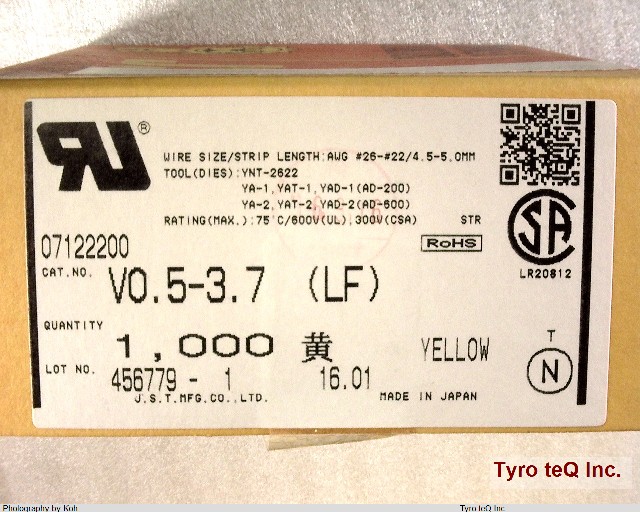 RU ®
WIRE SIZE/STRIP LENGTH:AWG #26-#22/4.5-5.0MM
TOOL(DIES):YNT-2622
YA-1,YAT-1,YAD-1(AD-200)
YA-2,YAT-2,YAD-2(AD-600)
RATING(MAX.):75℃/600V(UL),300V(CSA) STR
07122200
RoHS
SA
LR20812
CAT.NO. V0.5-3.7 (LF)
QUANTITY 1,000 黄 YELLOW
T
N
LOT NO. 456779 - 1 16.01
J.S.T.MFG.CO.,LTD. MADE IN JAPAN
Tyro teQ Inc.
Photography by Koh Tyro teQ Inc